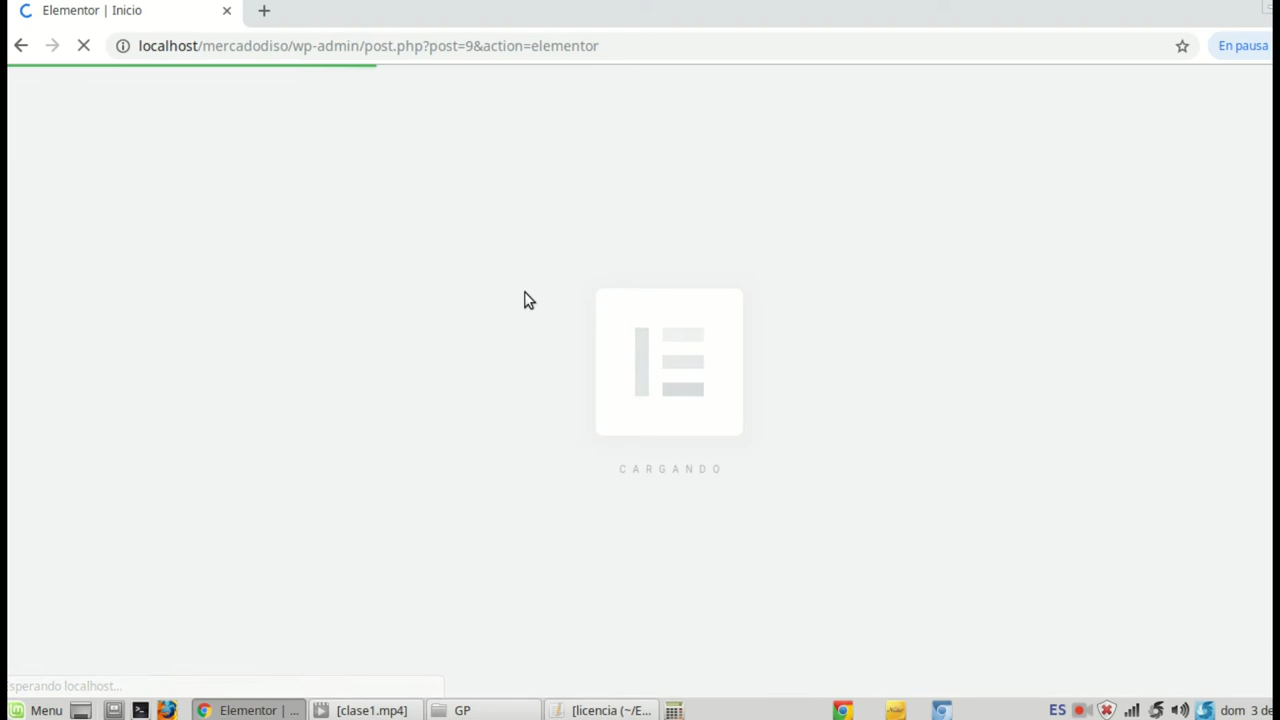 Elementor | Inicio
localhost/mercadodiso/wp-admin/post.php?post=9&action=elementor
En pausa
CARGANDO
sperando localhost...
Menu
Elementor | ...
[clase1.mp4]
GP
[licencia (~/E...
ES
dom 3 de